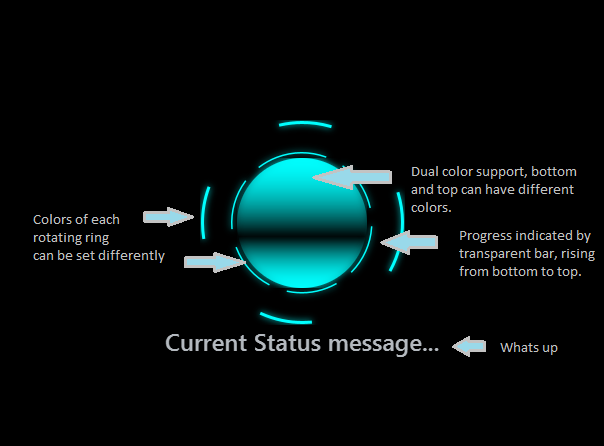 Dual color support, bottom
and top can have different
colors.
Colors of each
rotating ring
can be set differently
Progress indicated by
transparent bar, rising
from bottom to top.
Current Status message...
Whats up